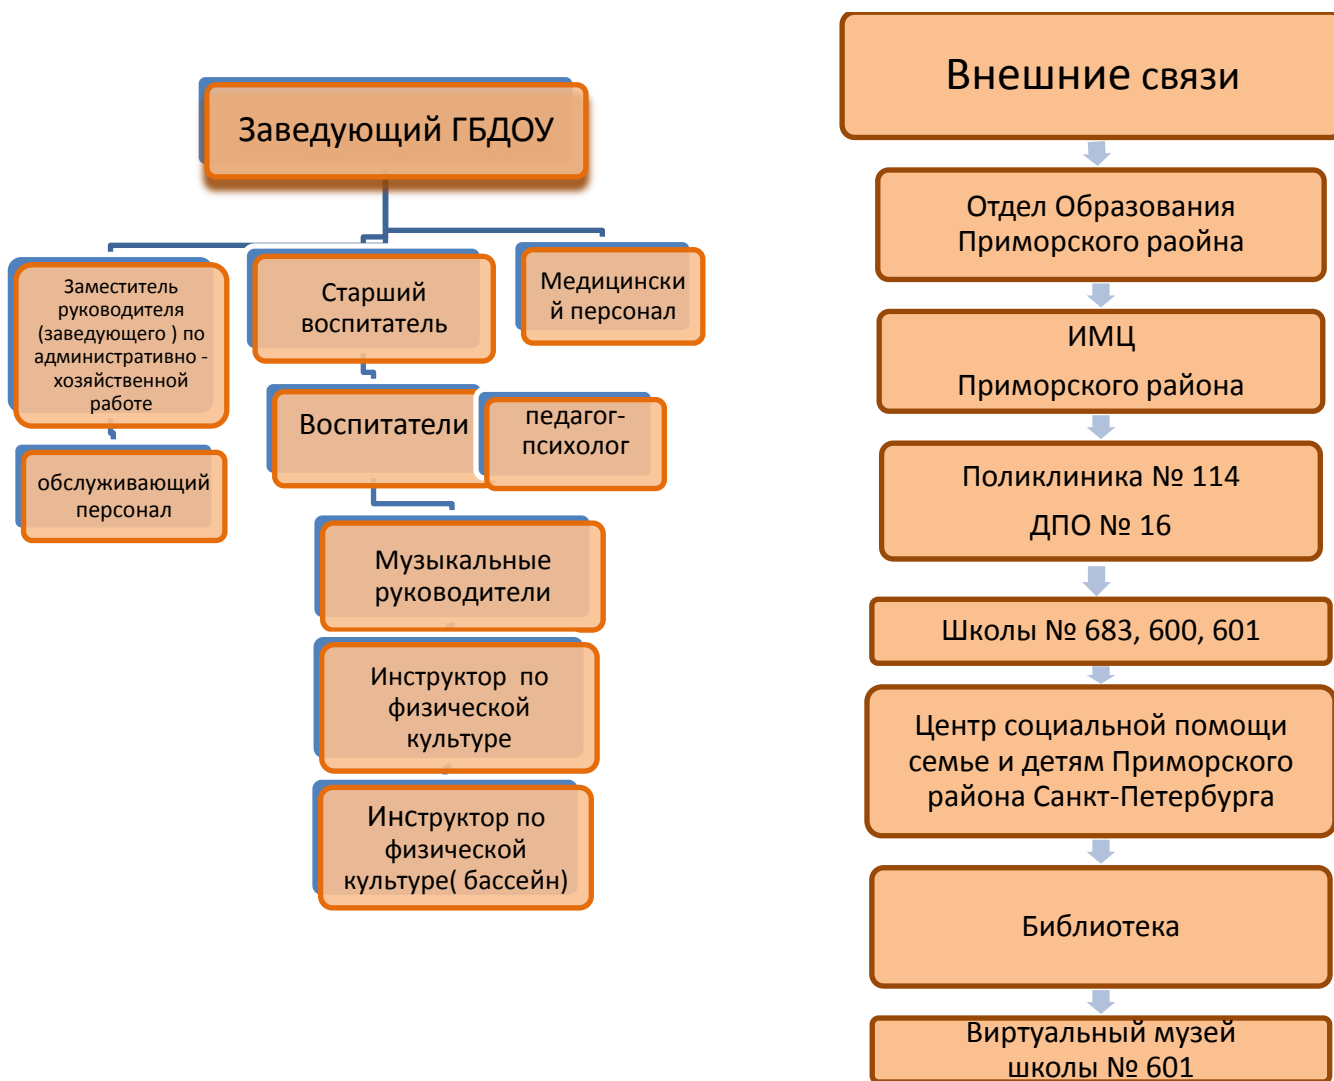 Заведующий ГБДОУ
Заместитель
руководителя
(заведующего ) по
административно -
хозяйственной
работе
обслуживающий
персонал
Старший
воспитатель
Медицински
й персонал
Воспитатели
педагог-
психолог
Музыкальные
руководители
Инструктор по
физической
культуре
Инструктор по
физической
культуре( бассейн)
Внешние связи
Отдел Образования
Приморского раойна
ИМЦ
Приморского района
Поликлиника № 114
ДПО № 16
Школы № 683, 600, 601
Центр социальной помощи
семье и детям Приморского
района Санкт-Петербурга
Библиотека
Виртуальный музей
школы № 601